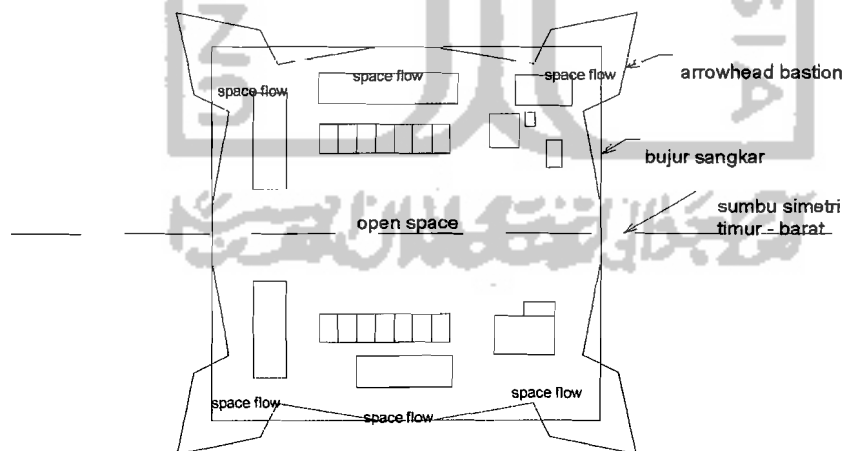 space flow
space flow
arrowhead bastion
space flow
bujur sangkar
sumbu simetri
timur - barat
open space
space flow
space flow
space flow